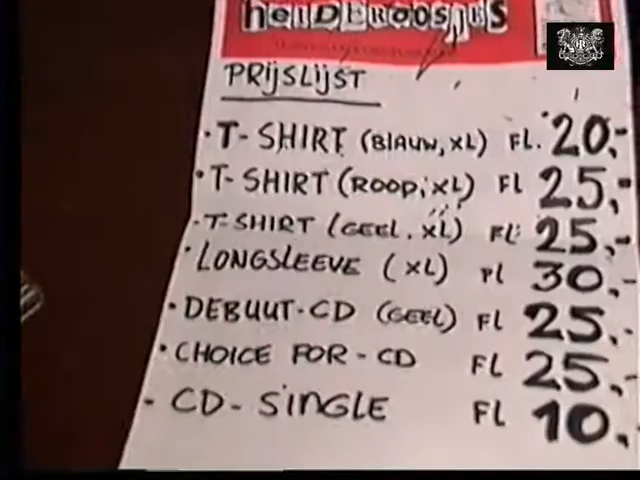 HEIDEROOSJES
PRIJSLIJST
· T-SHIRT (BLAUW, XL) FL. 20,-
· T-SHIRT (ROOD, XL) FL 25,-
· T-SHIRT (GEEL, XL) FL 25,-
· LONGSLEEVE (XL) FL 30,-
· DEBUUT-CD (GEEL) FL 25,-
· CHOICE FOR-CD FL 25,-
- CD-SINGLE FL 10,